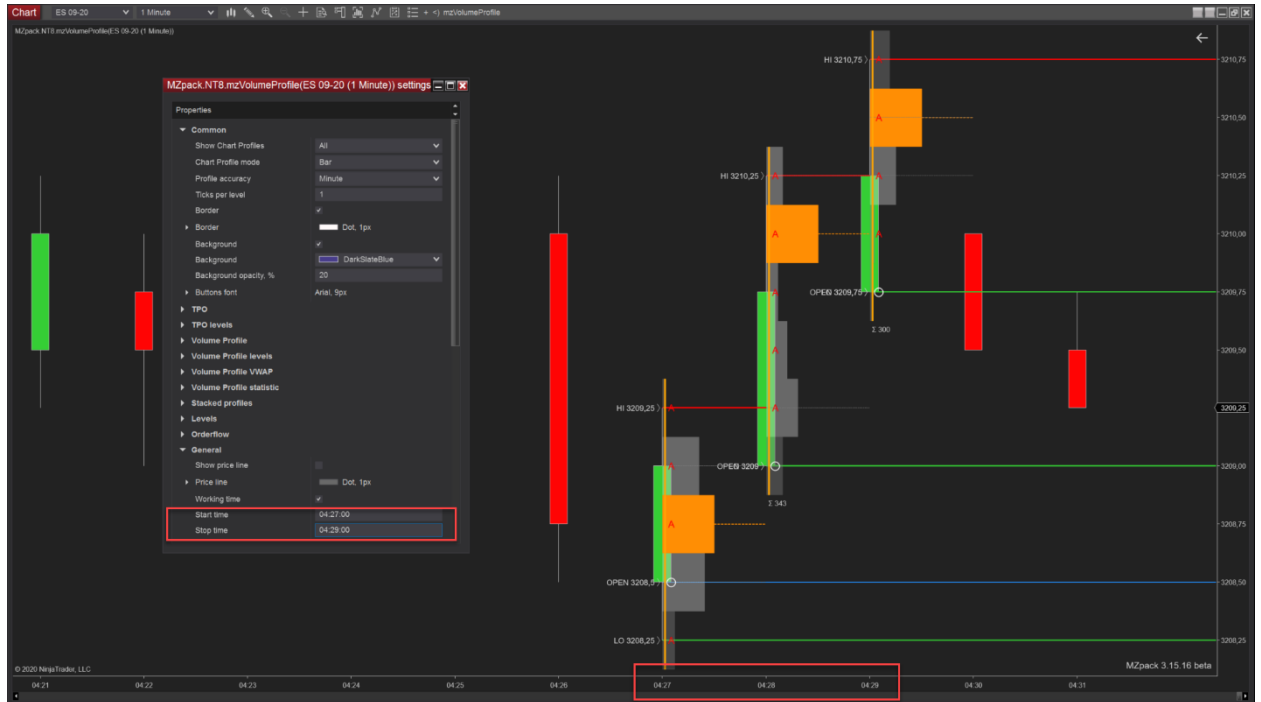 Chart ES 09-20 1 Minute + mzVolumeProfile
MZpack.NT8.mzVolumeProfile(ES 09-20 (1 Minute))
MZpack.NT8.mzVolumeProfile(ES 09-20 (1 Minute)) settings
Properties
Common
Show Chart Profiles All
Chart Profile mode Bar
Profile accuracy Minute
Ticks per level 1
Border
Border Dot, 1px
Background
Background DarkSlateBlue
Background opacity, % 20
Buttons font Arial, 9px
TPO
TPO levels
Volume Profile
Volume Profile levels
Volume Profile VWAP
Volume Profile statistic
Stacked profiles
Levels
Orderflow
General
Show price line
Price line Dot, 1px
Working time
Start time 04:27:00
Stop time 04:29:00
HI 3210,75
A
A
HI 3210,25
A
A
A
A
OPEN 3209,75
A
Σ 300
A
HI 3209,25
A
A
A
OPEN 3209
Σ 343
A
OPEN 3208,5
LO 3208,25
3210,75
3210,50
3210,25
3210,00
3209,75
3209,50
3209,25
3209,00
3208,75
3208,50
3208,25
MZpack 3.15.16 beta
© 2020 NinjaTrader, LLC
04:21 04:22 04:23 04:24 04:25 04:26 04:27 04:28 04:29 04:30 04:31